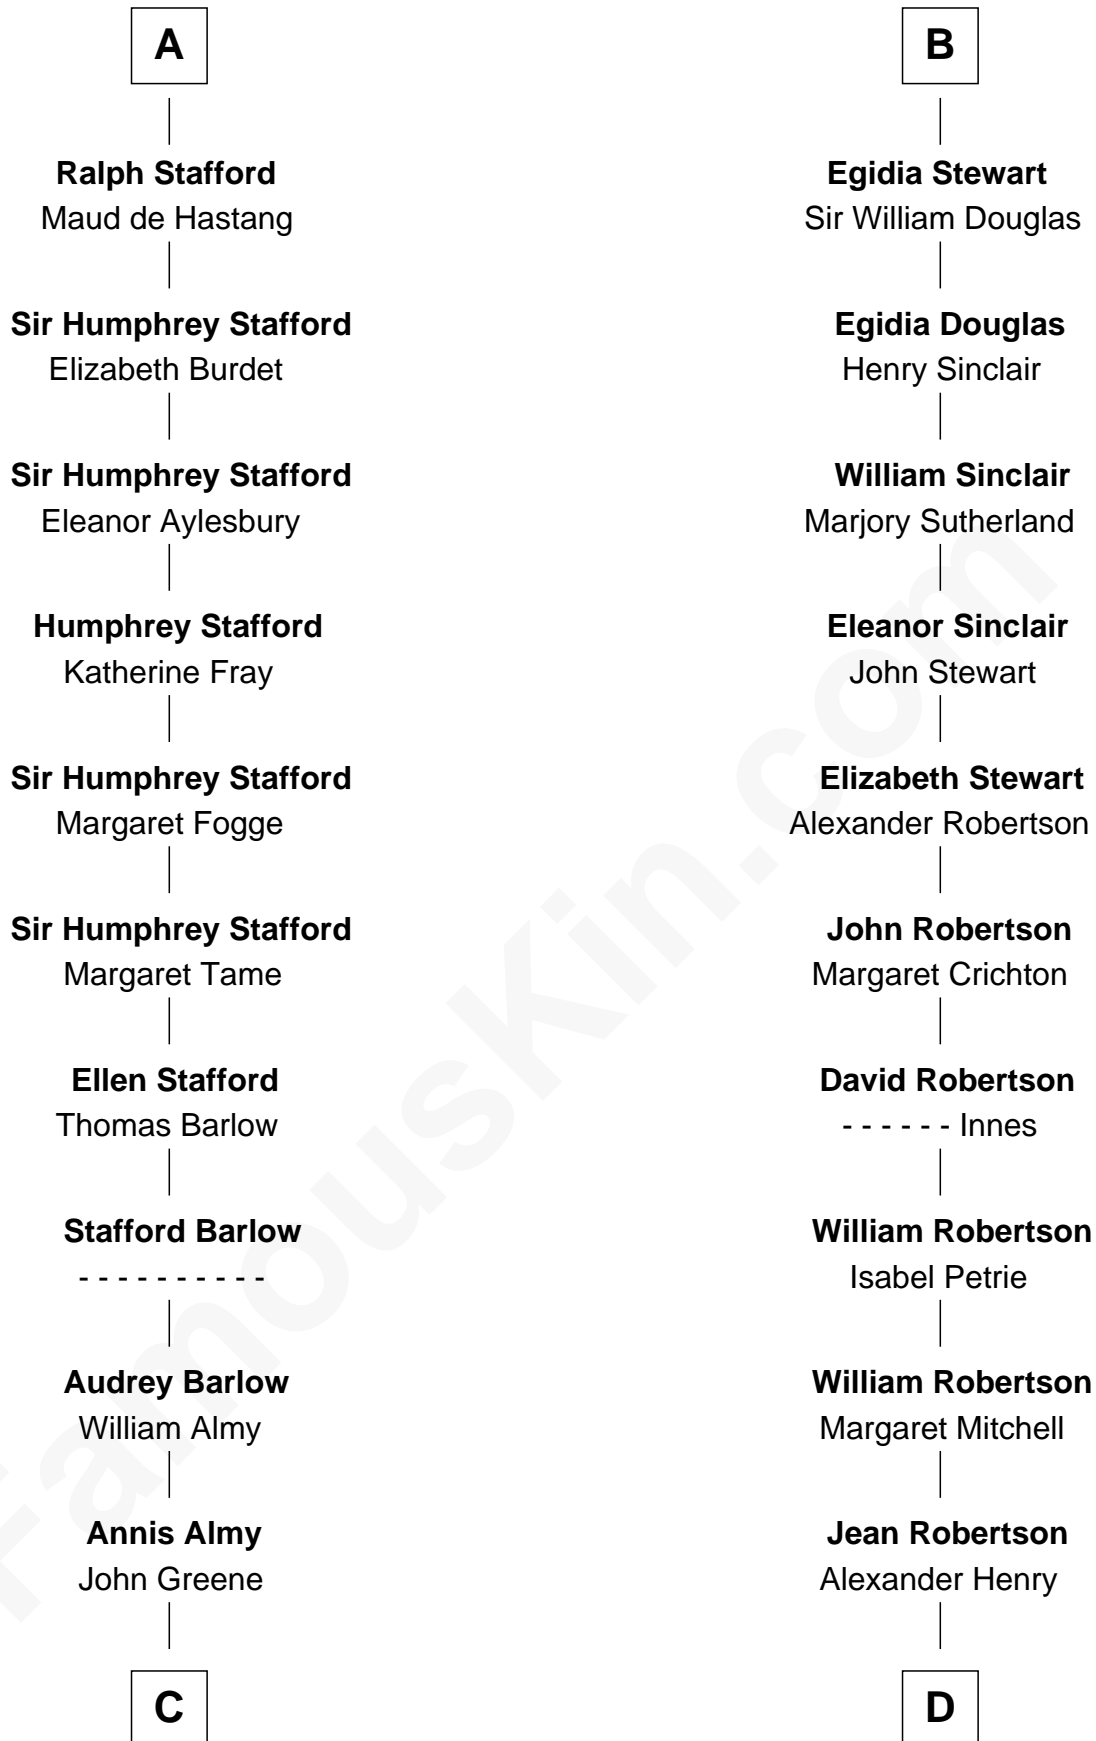 A
Ralph Stafford
Maud de Hastang
Sir Humphrey Stafford
Elizabeth Burdet
Sir Humphrey Stafford
Eleanor Aylesbury
Humphrey Stafford
Katherine Fray
Sir Humphrey Stafford
Margaret Fogge
Sir Humphrey Stafford
Margaret Tame
Ellen Stafford
Thomas Barlow
Stafford Barlow
- - - - - - - - - -
Audrey Barlow
William Almy
Annis Almy
John Greene
C
B
Egidia Stewart
Sir William Douglas
Egidia Douglas
Henry Sinclair
William Sinclair
Marjory Sutherland
Eleanor Sinclair
John Stewart
Elizabeth Stewart
Alexander Robertson
John Robertson
Margaret Crichton
David Robertson
- - - - - - Innes
William Robertson
Isabel Petrie
William Robertson
Margaret Mitchell
Jean Robertson
Alexander Henry
D
FamousKin.com